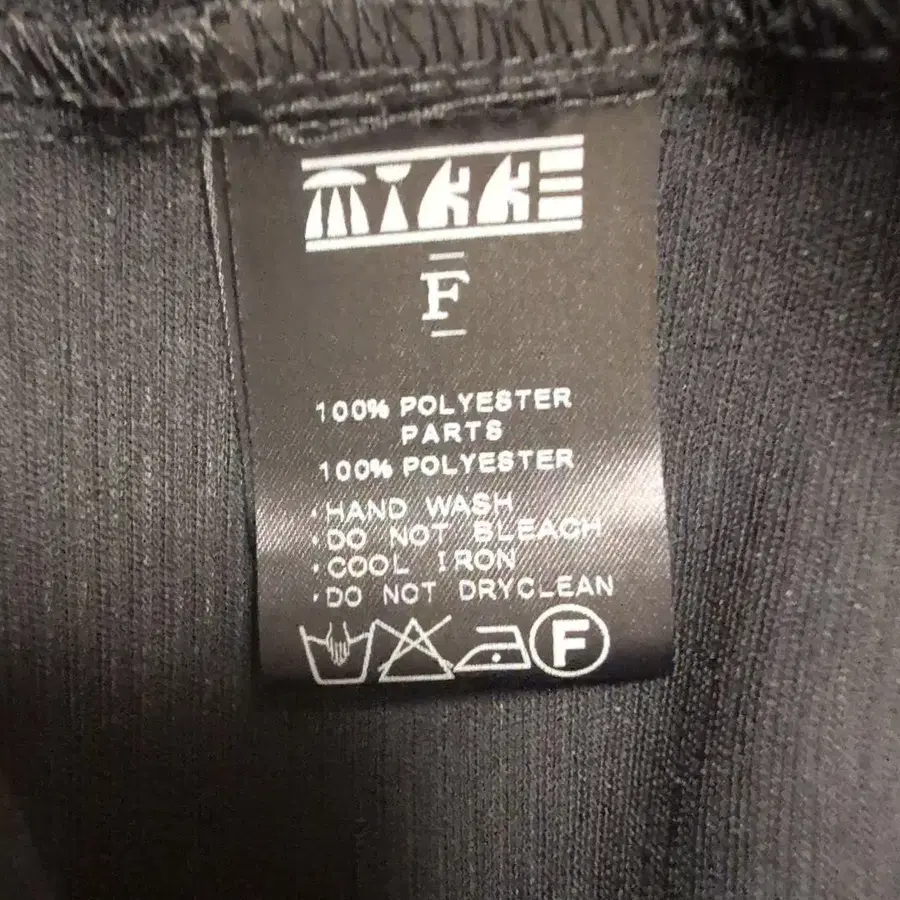 MIKKE
F
100% POLYESTER
PARTS
100% POLYESTER
·HAND WASH
·DO NOT BLEACH
·COOL IRON
·DO NOT DRYCLEAN
F